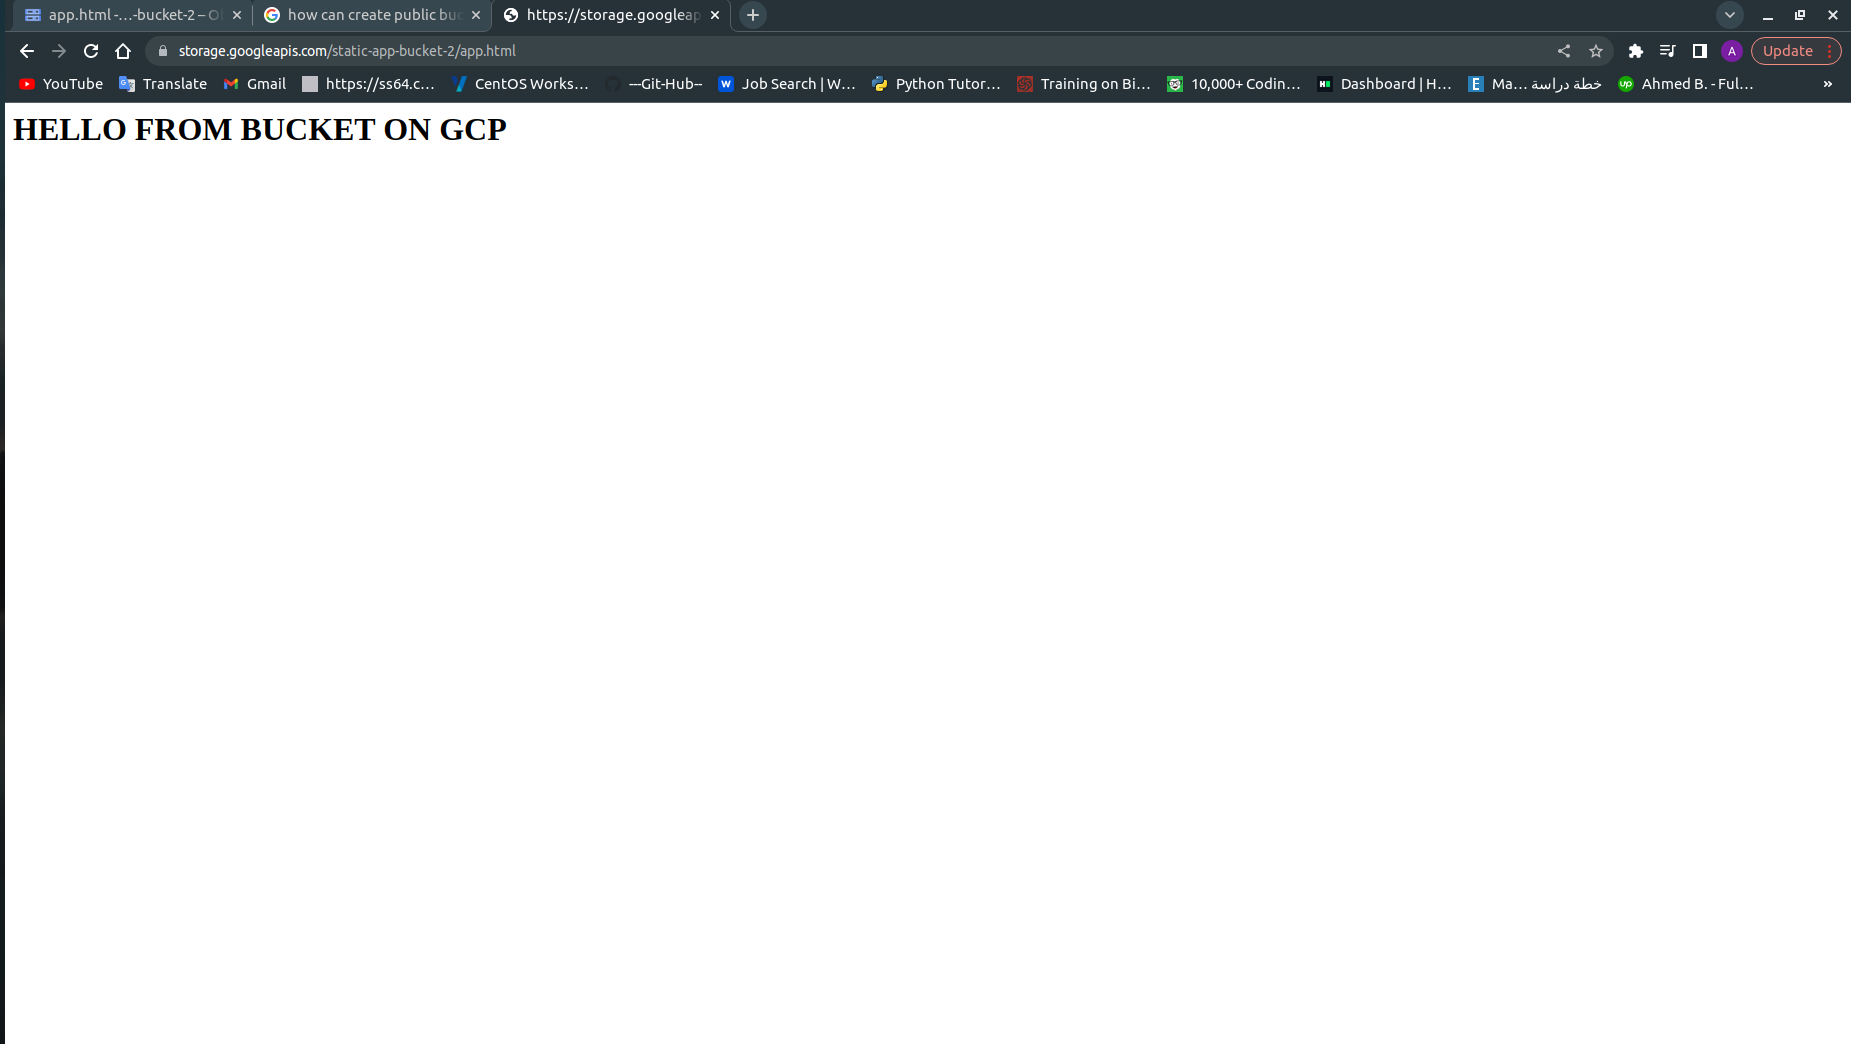 app.html -…-bucket-2 – O
how can create public buc
https://storage.googleap
storage.googleapis.com/static-app-bucket-2/app.html
A
Update
YouTube
Translate
Gmail
https://ss64.c…
CentOS Works…
---Git-Hub--
Job Search | W…
Python Tutor…
Training on Bi…
10,000+ Codin…
Dashboard | H…
Ma… خطة دراسة
Ahmed B. - Ful…
»
HELLO FROM BUCKET ON GCP